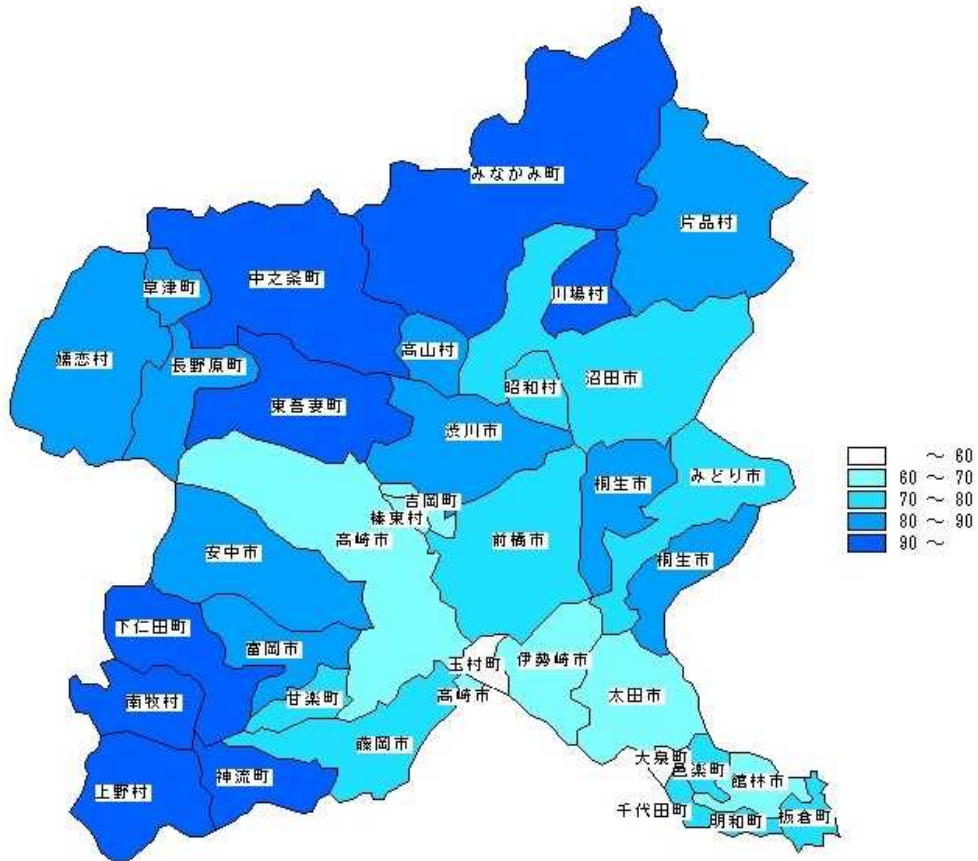 みなかみ町
片品村
中之条町
草津町
川場村
嬬恋村
長野原町
高山村
沼田市
昭和村
東吾妻町
渋川市
みどり市
桐生市
吉岡町
榛東村
高崎市
前橋市
安中市
桐生市
下仁田町
富岡市
玉村町
伊勢崎市
南牧村
甘楽町
高崎市
太田市
藤岡市
大泉町
邑楽町
神流町
館林市
上野村
千代田町
明和町
板倉町
～ 60
60 ～ 70
70 ～ 80
80 ～ 90
90 ～